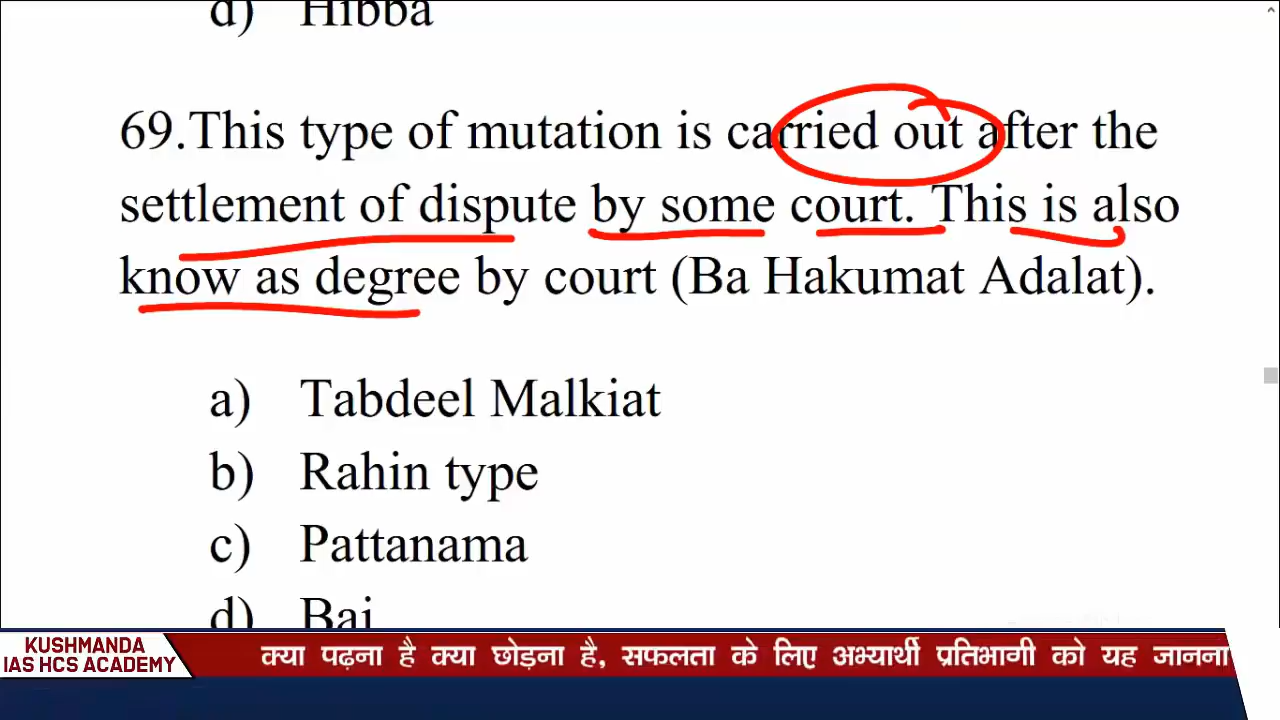 d) Hibba
69.This type of mutation is carried out after the
settlement of dispute by some court. This is also
know as degree by court (Ba Hakumat Adalat).
a) Tabdeel Malkiat
b) Rahin type
c) Pattanama
d) Bai
KUSHMANDA
IAS HCS ACADEMY
क्या पढ़ना है क्या छोड़ना है, सफलता के लिए अभ्यार्थी प्रतिभागी को यह जानना